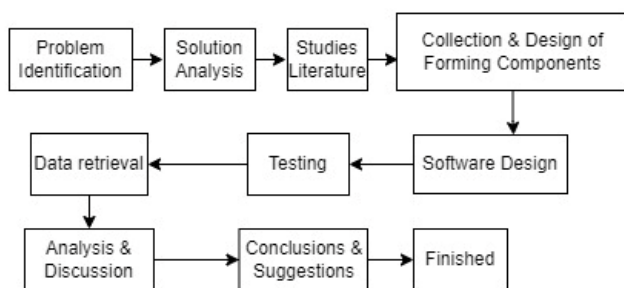 Problem
Identification
Solution
Analysis
Studies
Literature
Collection & Design of
Forming Components
Software Design
Testing
Data retrieval
Analysis &
Discussion
Conclusions &
Suggestions
Finished